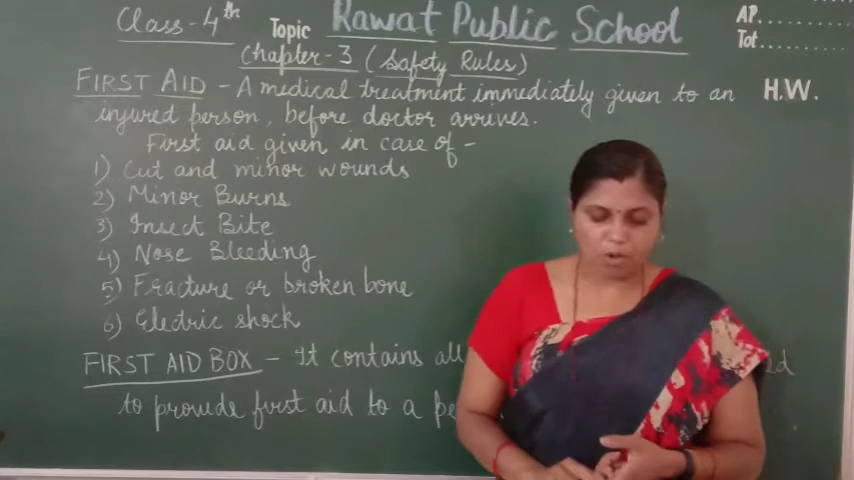 Class-4th Topic Rawat Public School
AP.............
Tot..............
Chapter-3 (Safety Rules)
FIRST AID - A medical treatment immediately given to an
H.W.
injured person, before doctor arrives.
First aid given in case of -
1) Cut and minor wounds
2) Minor Burns
3) Insect Bite
4) Nose Bleeding
5) Fracture or broken bone
6) Electric shock
FIRST AID BOX - It contains all
to provide first aid to a